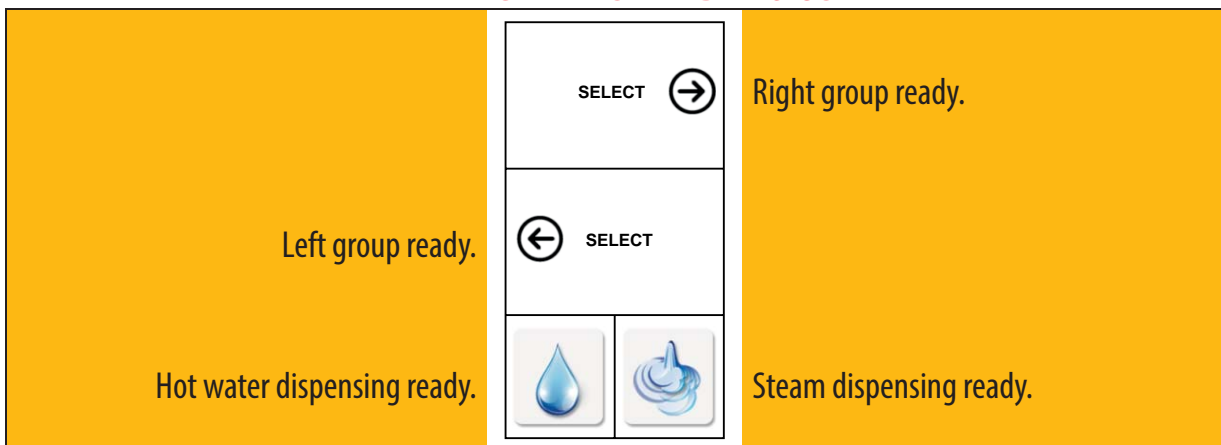 SELECT
Right group ready.
Left group ready.
SELECT
Hot water dispensing ready.
Steam dispensing ready.